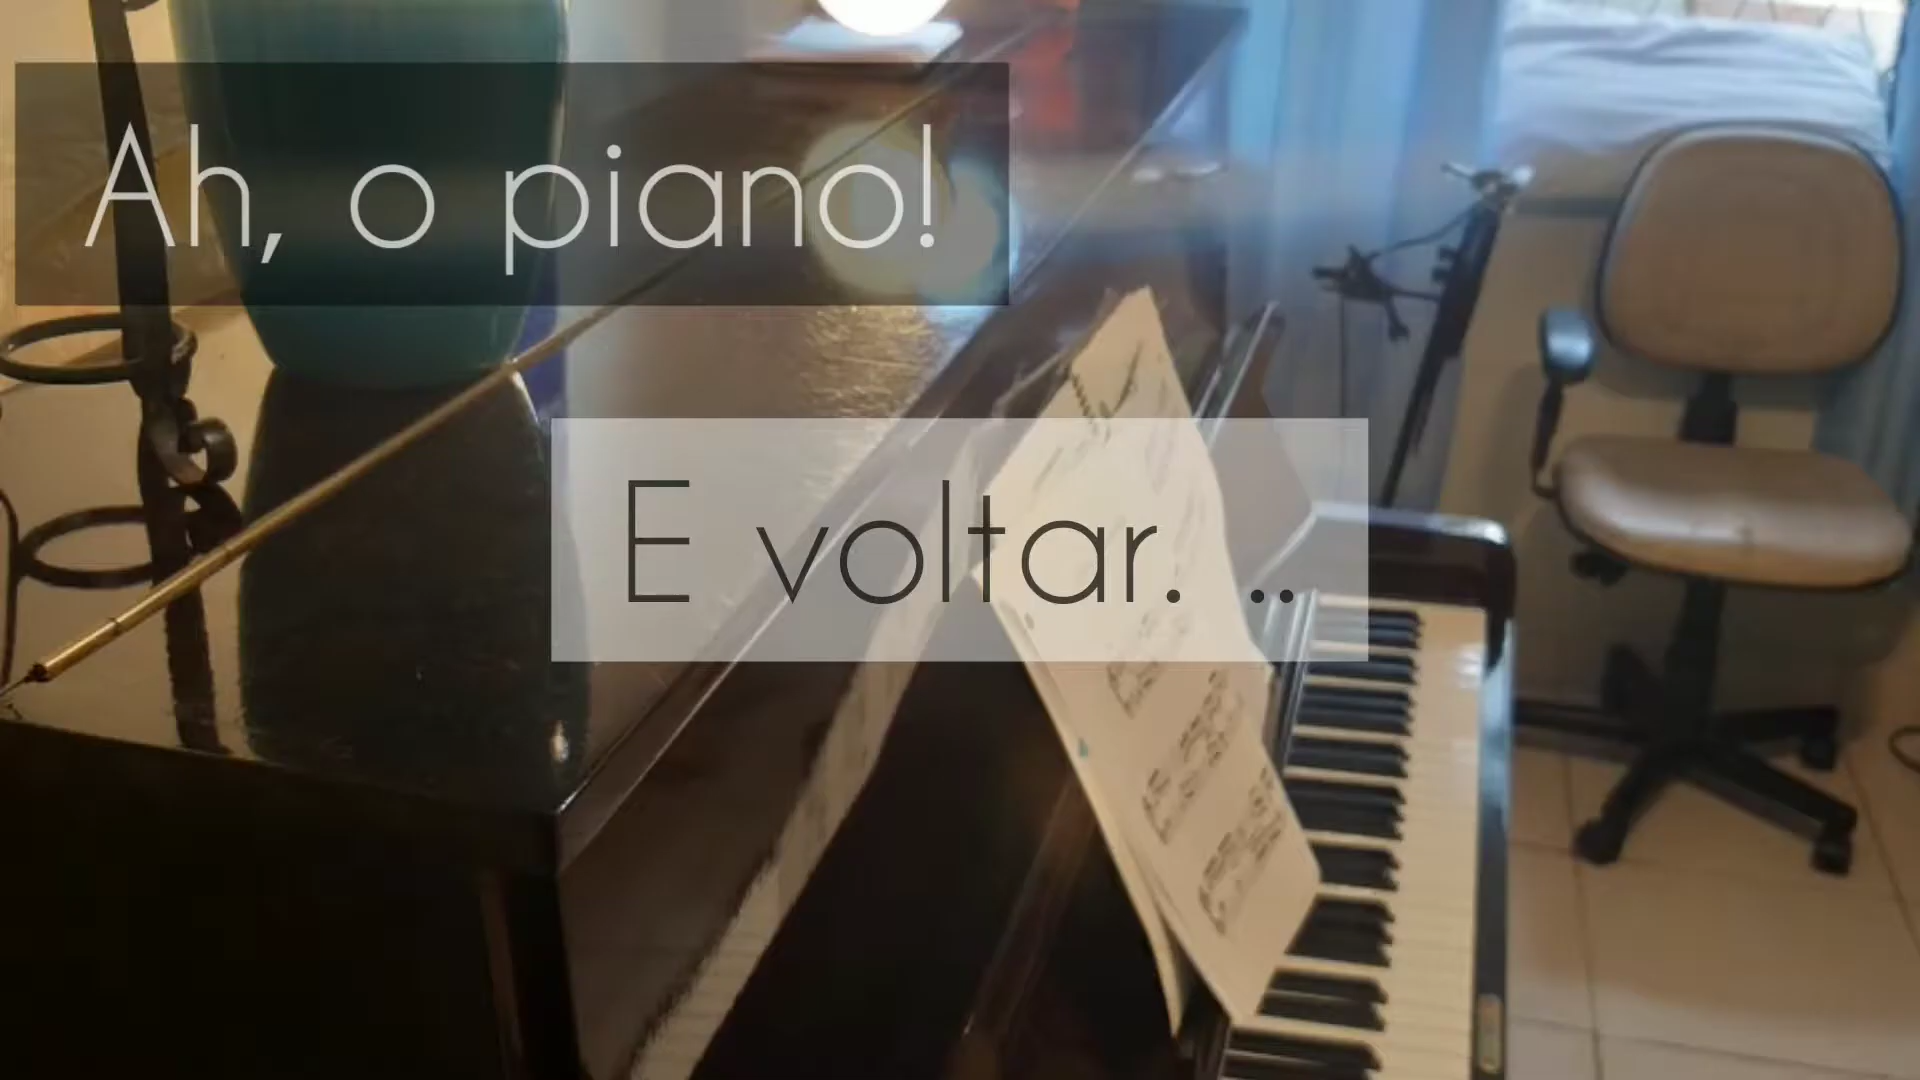 Ah, o piano!
E voltar. ..